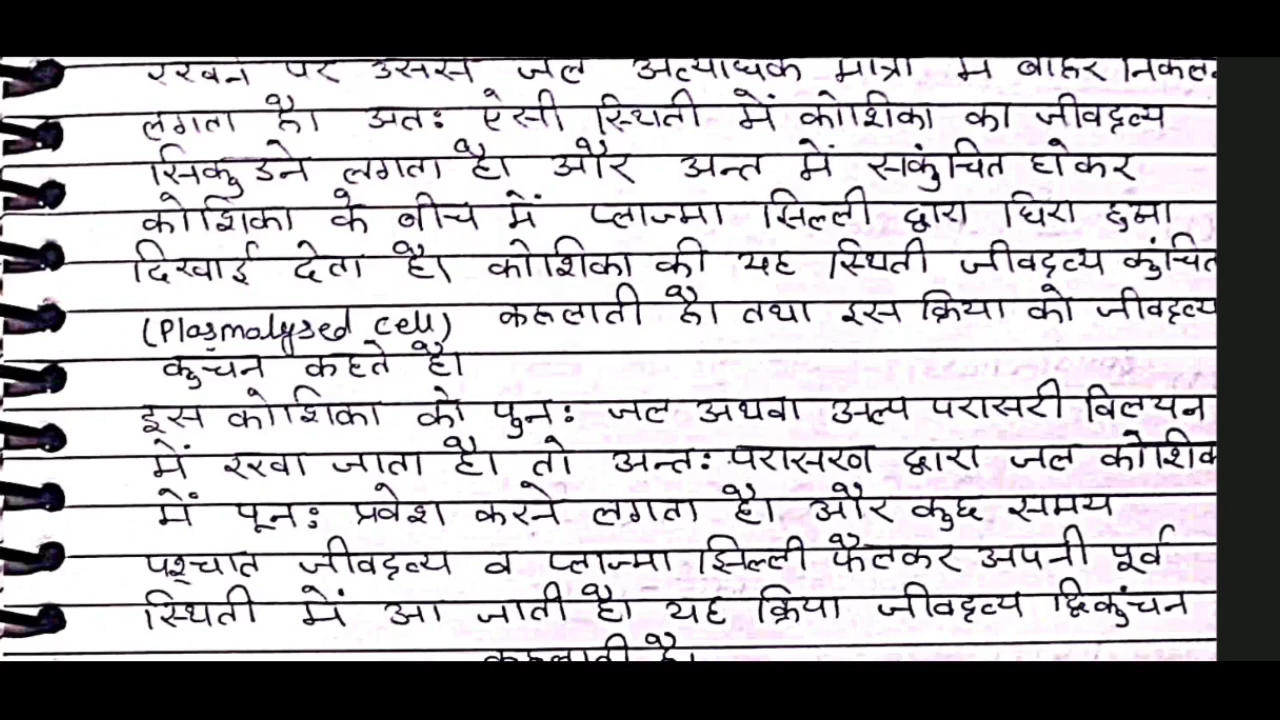 रखने पर उससे जल अत्याधिक मात्रा में बाहर निकल
लगता है। अतः ऐसी स्थिती में कोशिका का जीवद्रव्य
सिकुडने लगता है। और अन्त में सकुंचित होकर
कोशिका के बीच में प्लाज्मा सिल्ली द्वारा घिरा हुमा
दिखाई देता है। कोशिका की यह स्थिती जीवद्रव्य कुंचित
(Plasmolysed cell) कहलाती है। तथा इस क्रिया को जीवद्रव्य
कुंचन कहते है।
इस कोशिका को पुनः जल अथवा अल्प परासरी विलयन
में रखा जाता है। तो अन्तः परासरण द्वारा जल कोशिक
में पूनः प्रवेश करने लगता है। और कुछ समय
पश्चात जीवद्रव्य व प्लाज्मा झिल्ली फैलकर अपनी पूर्व
स्थिती में आ जाती है। यह क्रिया जीवद्रव्य द्विकुंचन
कहलाती है।